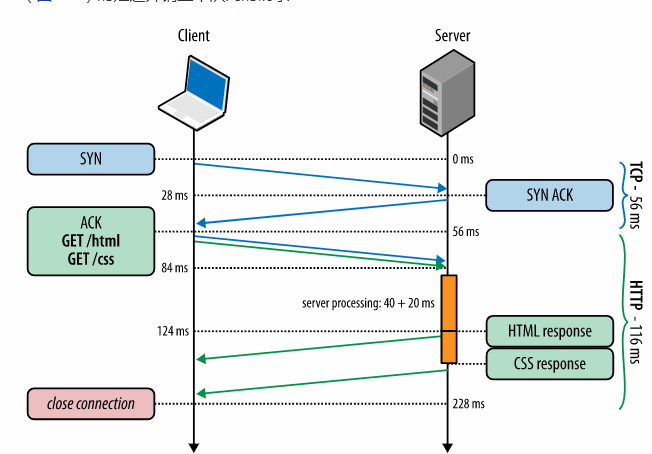 Client
Server
SYN
0 ms
28 ms
SYN ACK
TCP - 56 ms
ACK
GET /html
GET /css
56 ms
84 ms
server processing: 40 + 20 ms
HTTP - 116 ms
124 ms
HTML response
CSS response
close connection
228 ms